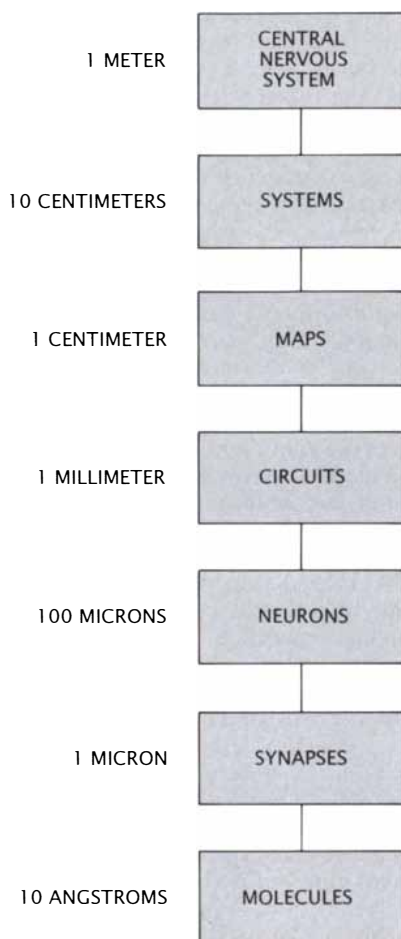 1 METER
CENTRAL
NERVOUS
SYSTEM
10 CENTIMETERS
SYSTEMS
1 CENTIMETER
MAPS
1 MILLIMETER
CIRCUITS
100 MICRONS
NEURONS
1 MICRON
SYNAPSES
10 ANGSTROMS
MOLECULES